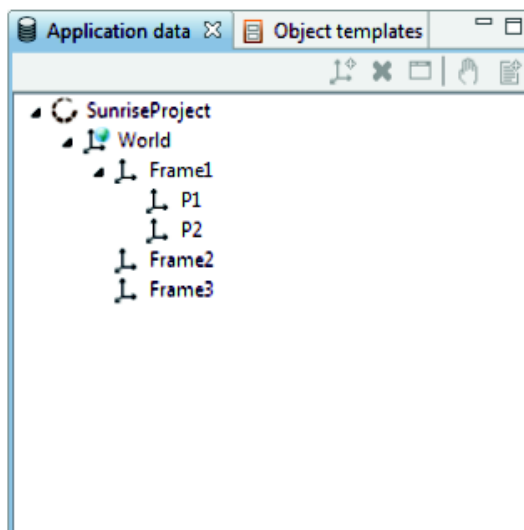 Application data Object templates
SunriseProject
World
Frame1
P1
P2
Frame2
Frame3